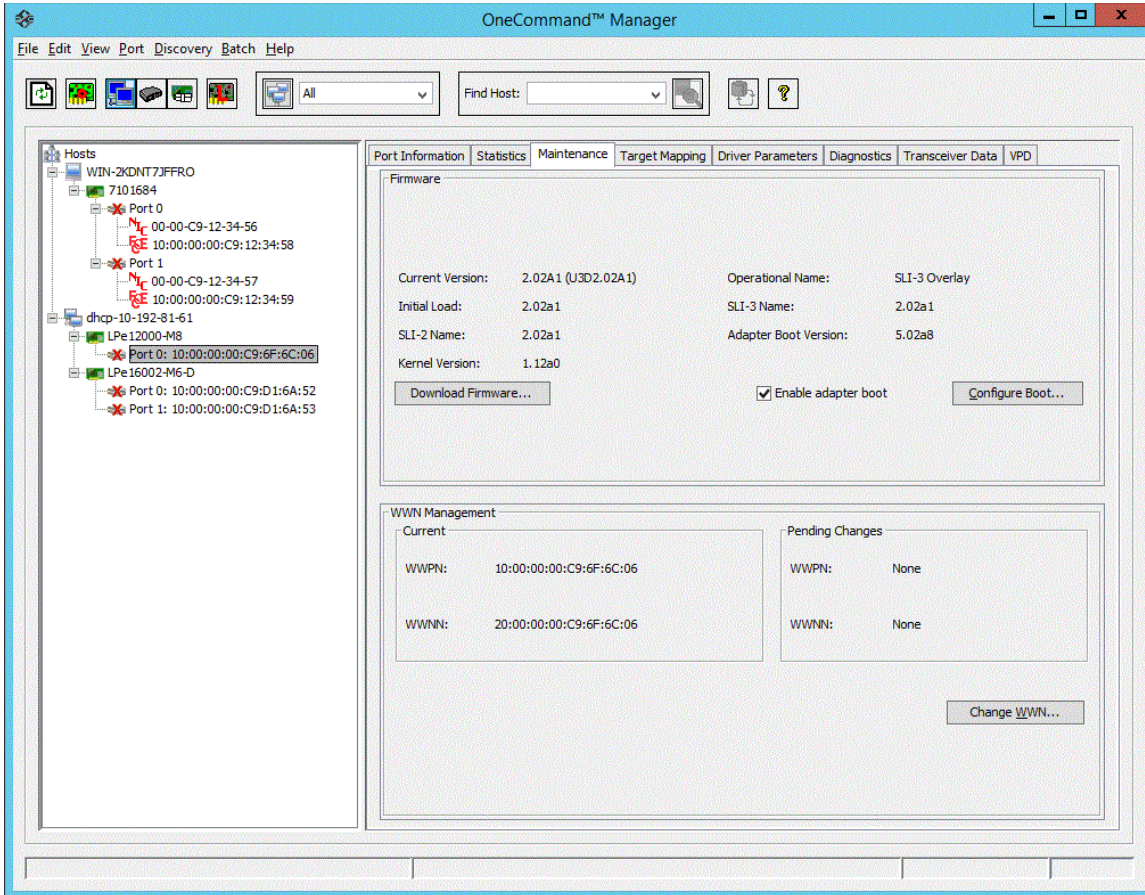 OneCommand™ Manager
File Edit View Port Discovery Batch Help
All
Find Host:
Hosts
WIN-2KDNT7JFFRO
7101684
Port 0
NIC 00-00-C9-12-34-56
FCoE 10:00:00:00:C9:12:34:58
Port 1
NIC 00-00-C9-12-34-57
FCoE 10:00:00:00:C9:12:34:59
dhcp-10-192-81-61
LPe12000-M8
Port 0: 10:00:00:00:C9:6F:6C:06
LPe16002-M6-D
Port 0: 10:00:00:00:C9:D1:6A:52
Port 1: 10:00:00:00:C9:D1:6A:53
Port Information Statistics Maintenance Target Mapping Driver Parameters Diagnostics Transceiver Data VPD
Firmware
Current Version: 2.02A1 (U3D2.02A1) Operational Name: SLI-3 Overlay
Initial Load: 2.02a1 SLI-3 Name: 2.02a1
SLI-2 Name: 2.02a1 Adapter Boot Version: 5.02a8
Kernel Version: 1.12a0
Download Firmware... Enable adapter boot Configure Boot...
WWN Management
Current Pending Changes
WWPN: 10:00:00:00:C9:6F:6C:06 WWPN: None
WWNN: 20:00:00:00:C9:6F:6C:06 WWNN: None
Change WWN...